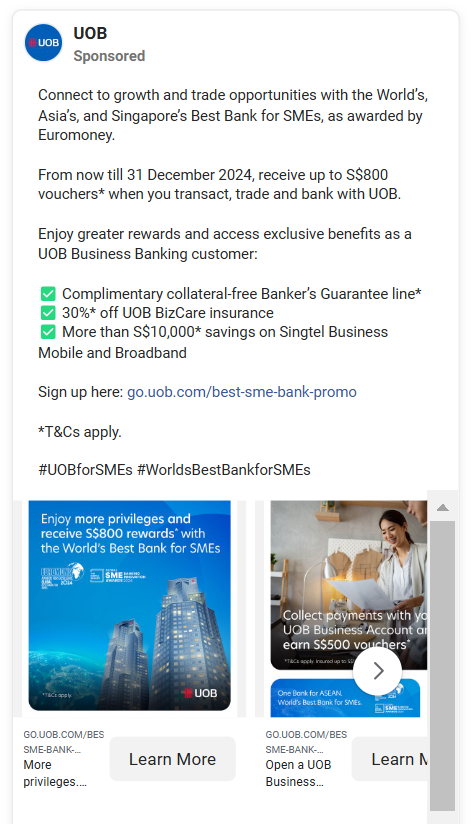 UOB
UOB
Sponsored
Connect to growth and trade opportunities with the World's,
Asia's, and Singapore's Best Bank for SMEs, as awarded by
Euromoney.
From now till 31 December 2024, receive up to S$800
vouchers* when you transact, trade and bank with UOB.
Enjoy greater rewards and access exclusive benefits as a
UOB Business Banking customer:
✅ Complimentary collateral-free Banker's Guarantee line*
✅ 30%* off UOB BizCare insurance
✅ More than S$10,000* savings on Singtel Business
Mobile and Broadband
Sign up here: go.uob.com/best-sme-bank-promo
*T&Cs apply.
#UOBforSMEs #WorldsBestBankforSMEs
Enjoy more privileges and
receive S$800 rewards* with
the World's Best Bank for SMEs
EUROMONEY
SME
*T&Cs apply.
UOB
GO.UOB.COM/BES
SME-BANK-...
More
privileges....
Learn More
Collect payments with yo
UOB Business Account ar
earn S$500 vouchers*
*T&Cs apply. Insured up to S$
One Bank for ASEAN.
World's Best Bank for SMEs.
SME
GO.UOB.COM/BES
SME-BANK-...
Open a UOB
Business...
Learn M